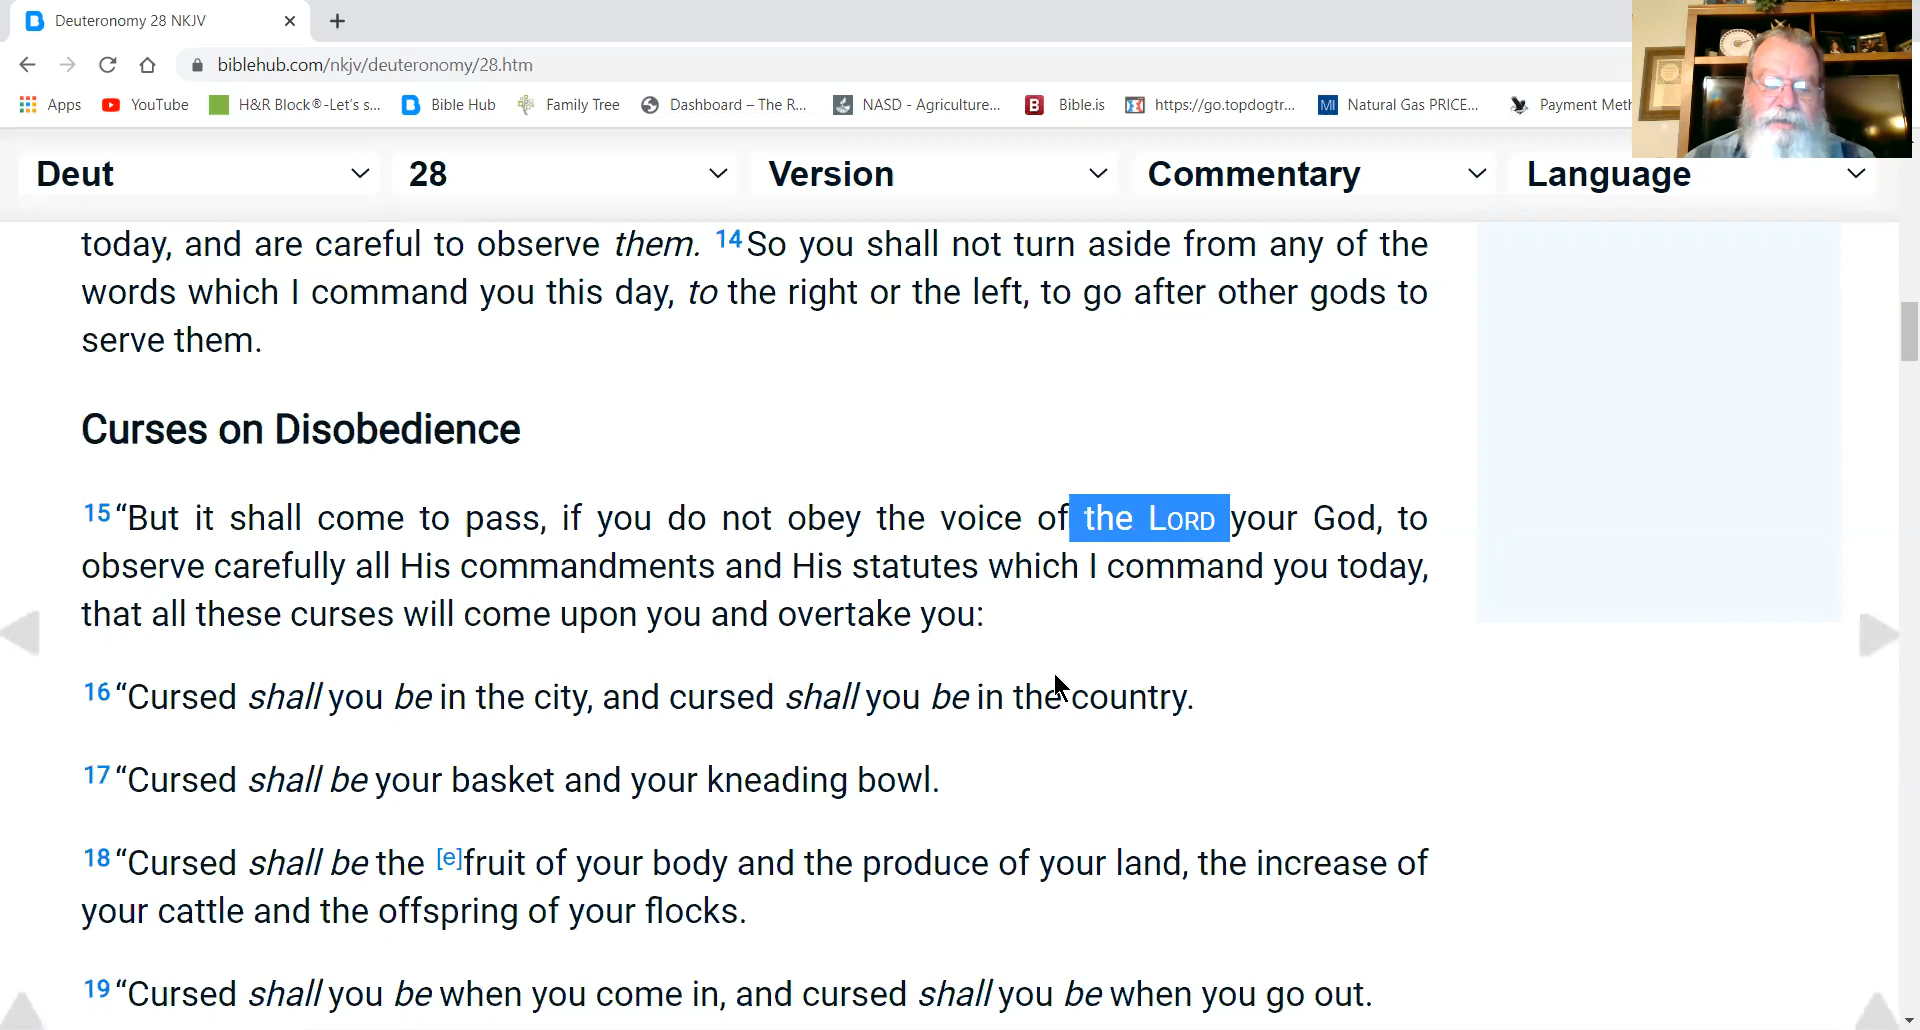 Deuteronomy 28 NKJV
biblehub.com/nkjv/deuteronomy/28.htm
Apps YouTube H&R Block®-Let's s... Bible Hub Family Tree Dashboard – The R... NASD - Agriculture... Bible.is https://go.topdogtr... Natural Gas PRICE... Payment Meth
Deut 28 Version Commentary Language
today, and are careful to observe them. 14 So you shall not turn aside from any of the
words which I command you this day, to the right or the left, to go after other gods to
serve them.
Curses on Disobedience
15 “But it shall come to pass, if you do not obey the voice of the LORD your God, to
observe carefully all His commandments and His statutes which I command you today,
that all these curses will come upon you and overtake you:
16 “Cursed shall you be in the city, and cursed shall you be in the country.
17 “Cursed shall be your basket and your kneading bowl.
18 “Cursed shall be the [e]fruit of your body and the produce of your land, the increase of
your cattle and the offspring of your flocks.
19 “Cursed shall you be when you come in, and cursed shall you be when you go out.